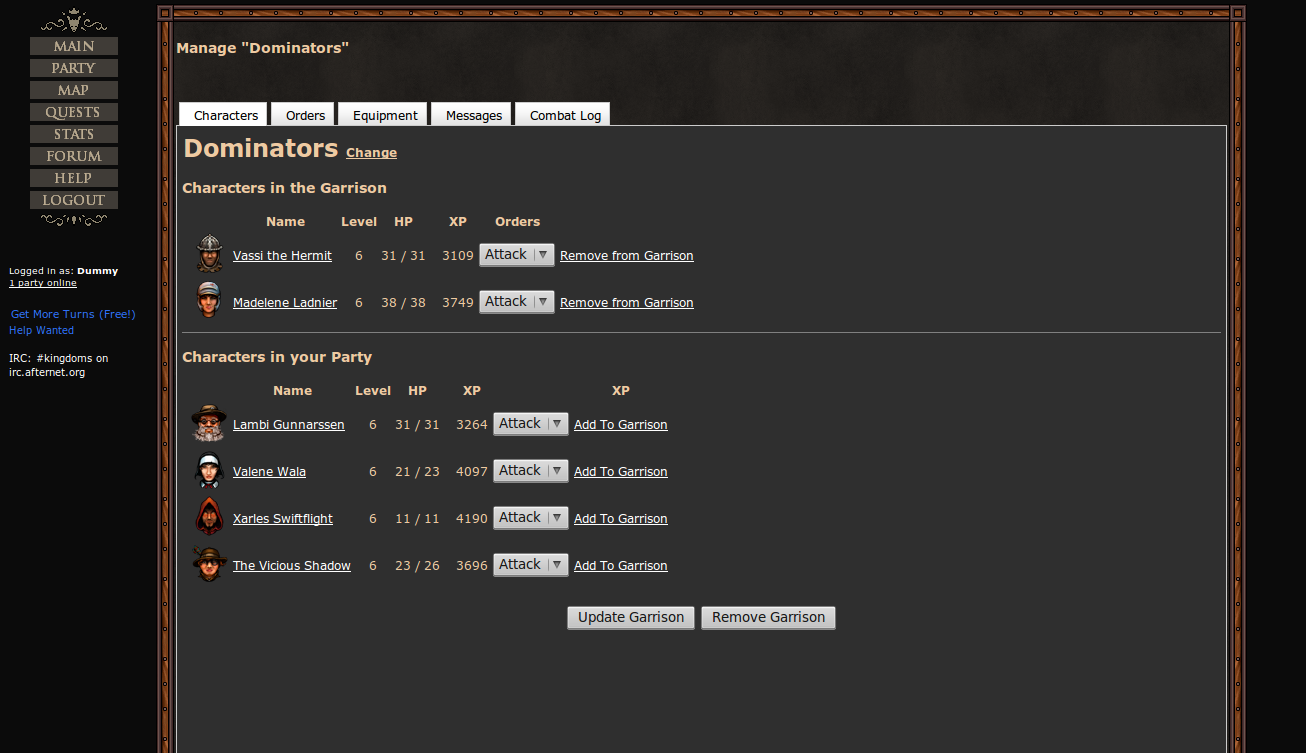 MAIN
PARTY
MAP
QUESTS
STATS
FORUM
HELP
LOGOUT
Logged in as: Dummy
1 party online
Get More Turns (Free!)
Help Wanted
IRC: #kingdoms on
irc.afternet.org
Manage "Dominators"
Characters Orders Equipment Messages Combat Log
Dominators Change
Characters in the Garrison
Name Level HP XP Orders
Vassi the Hermit 6 31 / 31 3109 Attack Remove from Garrison
Madelene Ladnier 6 38 / 38 3749 Attack Remove from Garrison
Characters in your Party
Name Level HP XP XP
Lambi Gunnarssen 6 31 / 31 3264 Attack Add To Garrison
Valene Wala 6 21 / 23 4097 Attack Add To Garrison
Xarles Swiftflight 6 11 / 11 4190 Attack Add To Garrison
The Vicious Shadow 6 23 / 26 3696 Attack Add To Garrison
Update Garrison Remove Garrison